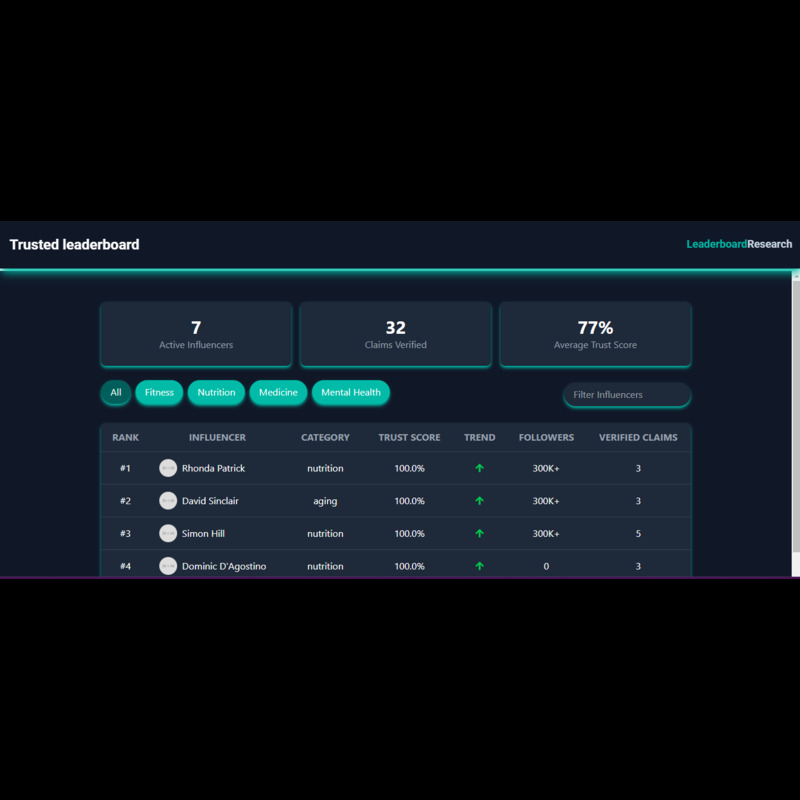 Trusted leaderboard
LeaderboardResearch
7
Active Influencers
32
Claims Verified
77%
Average Trust Score
All Fitness Nutrition Medicine Mental Health
Filter Influencers
RANK INFLUENCER CATEGORY TRUST SCORE TREND FOLLOWERS VERIFIED CLAIMS
#1 Rhonda Patrick nutrition 100.0% 300K+ 3
#2 David Sinclair aging 100.0% 300K+ 3
#3 Simon Hill nutrition 100.0% 300K+ 5
#4 Dominic D'Agostino nutrition 100.0% 0 3